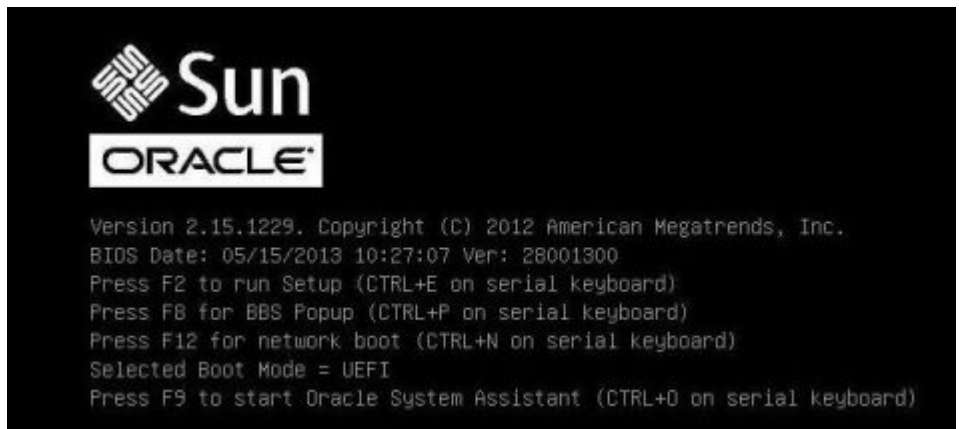 Sun
ORACLE
Version 2.15.1229. Copyright (C) 2012 American Megatrends, Inc.
BIOS Date: 05/15/2013 10:27:07 Ver: 28001300
Press F2 to run Setup (CTRL+E on serial keyboard)
Press F8 for BBS Popup (CTRL+P on serial keyboard)
Press F12 for network boot (CTRL+N on serial keyboard)
Selected Boot Mode = UEFI
Press F9 to start Oracle System Assistant (CTRL+O on serial keyboard)